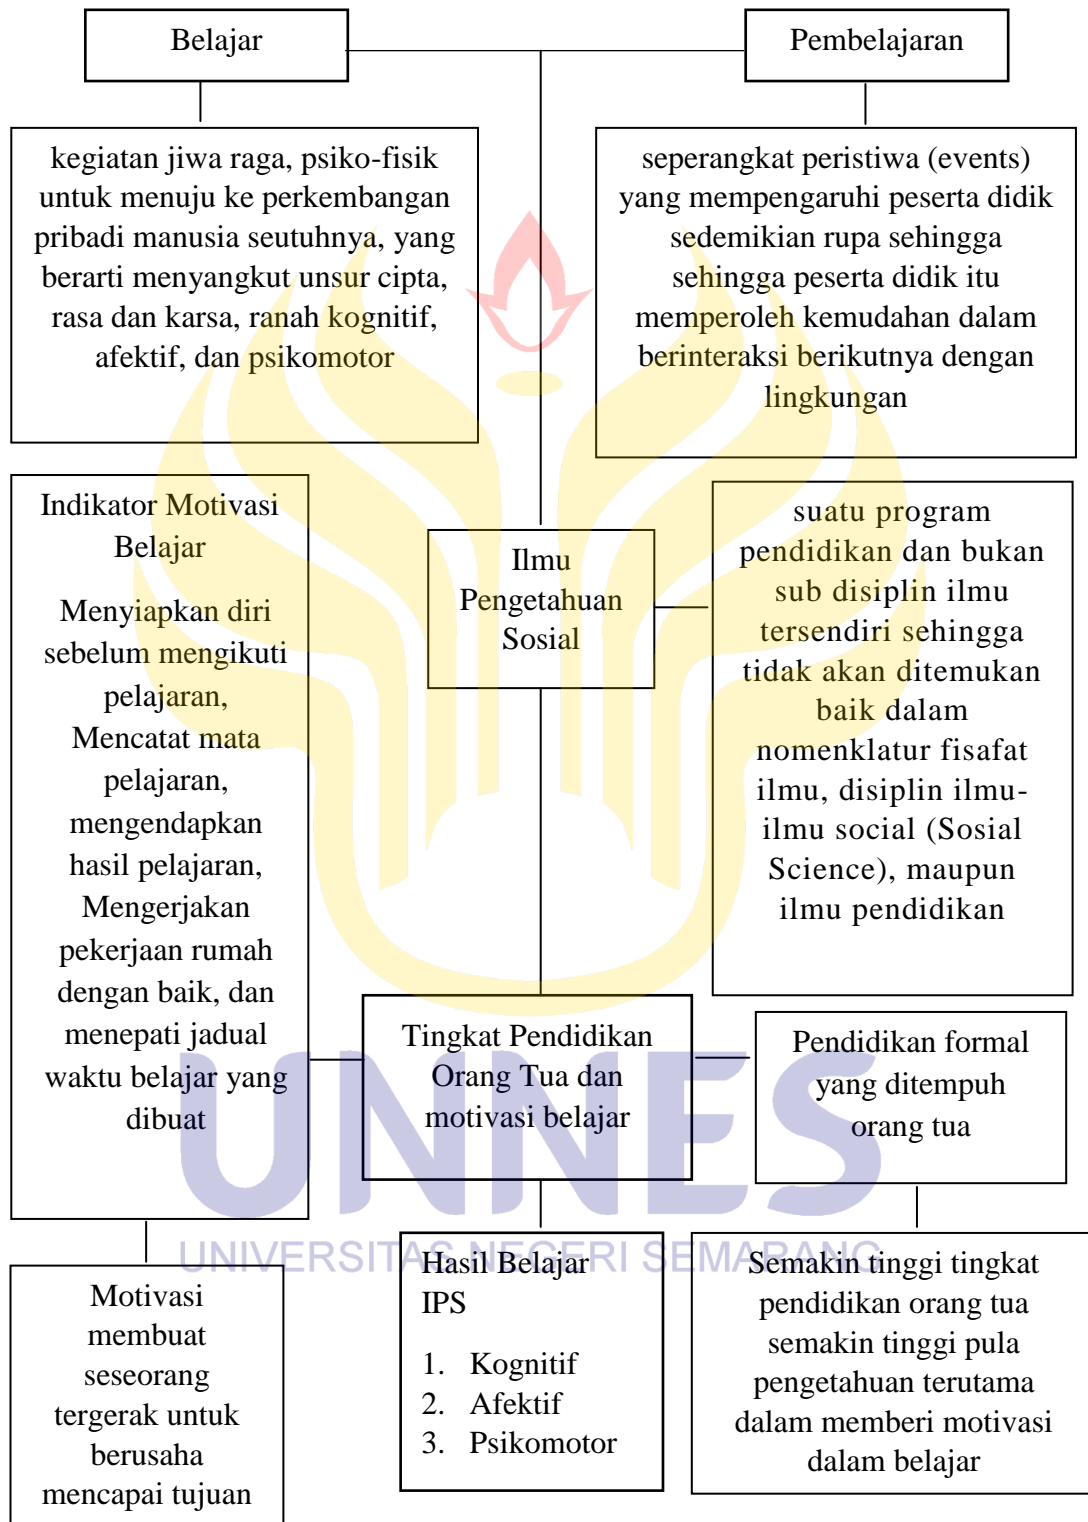 Belajar
Pembelajaran
kegiatan jiwa raga, psiko-fisik
untuk menuju ke perkembangan
pribadi manusia seutuhnya, yang
berarti menyangkut unsur cipta,
rasa dan karsa, ranah kognitif,
afektif, dan psikomotor
seperangkat peristiwa (events)
yang mempengaruhi peserta didik
sedemikian rupa sehingga
sehingga peserta didik itu
memperoleh kemudahan dalam
berinteraksi berikutnya dengan
lingkungan
Indikator Motivasi
Belajar
Menyiapkan diri
sebelum mengikuti
pelajaran,
Mencatat mata
pelajaran,
mengendapkan
hasil pelajaran,
Mengerjakan
pekerjaan rumah
dengan baik, dan
menepati jadual
waktu belajar yang
dibuat
Ilmu
Pengetahuan
Sosial
suatu program
pendidikan dan bukan
sub disiplin ilmu
tersendiri sehingga
tidak akan ditemukan
baik dalam
nomenklatur fisafat
ilmu, disiplin ilmu-
ilmu social (Sosial
Science), maupun
ilmu pendidikan
Tingkat Pendidikan
Orang Tua dan
motivasi belajar
Pendidikan formal
yang ditempuh
orang tua
UNNES
UNIVERSITAS NEGERI SEMARANG
Motivasi
membuat
seseorang
tergerak untuk
berusaha
mencapai tujuan
Hasil Belajar
IPS
1. Kognitif
2. Afektif
3. Psikomotor
Semakin tinggi tingkat
pendidikan orang tua
semakin tinggi pula
pengetahuan terutama
dalam memberi motivasi
dalam belajar